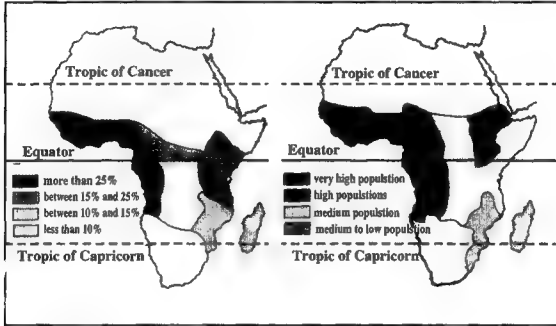 Tropic of Cancer
Equator
more than 25%
between 15% and 25%
between 10% and 15%
less than 10%
Tropic of Capricorn
Tropic of Cancer
Equator
very high populstion
high populstions
medium populstion
medium to low populstion
Tropic of Capricorn